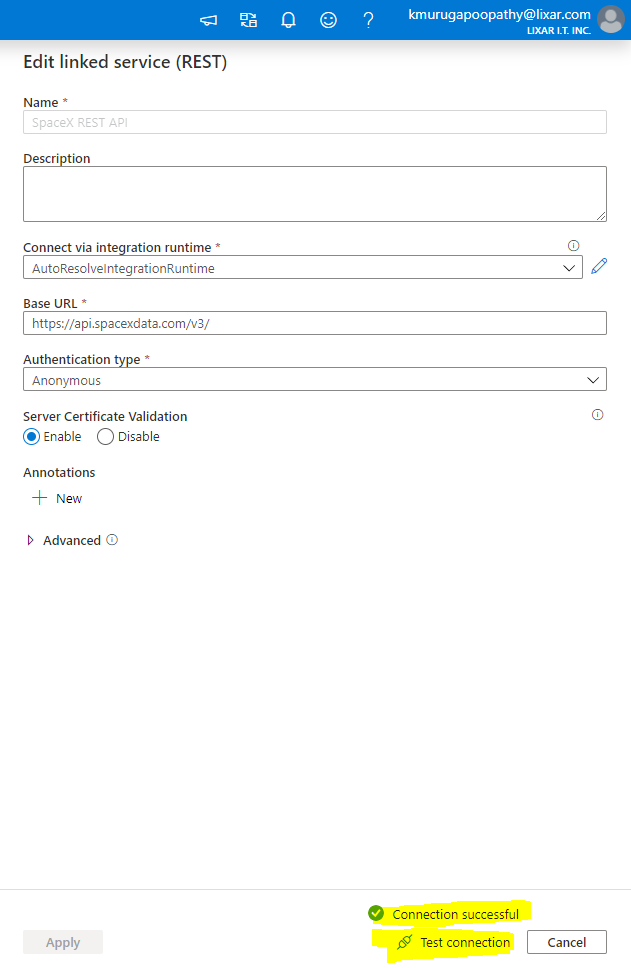 kmurugapoopathy@lixar.com
LIXAR I.T. INC.
Edit linked service (REST)
Name *
SpaceX REST API
Description
Connect via integration runtime *
AutoResolveIntegrationRuntime
Base URL *
https://api.spacexdata.com/v3/
Authentication type *
Anonymous
Server Certificate Validation
Enable Disable
Annotations
New
Advanced
Connection successful
Apply Test connection Cancel